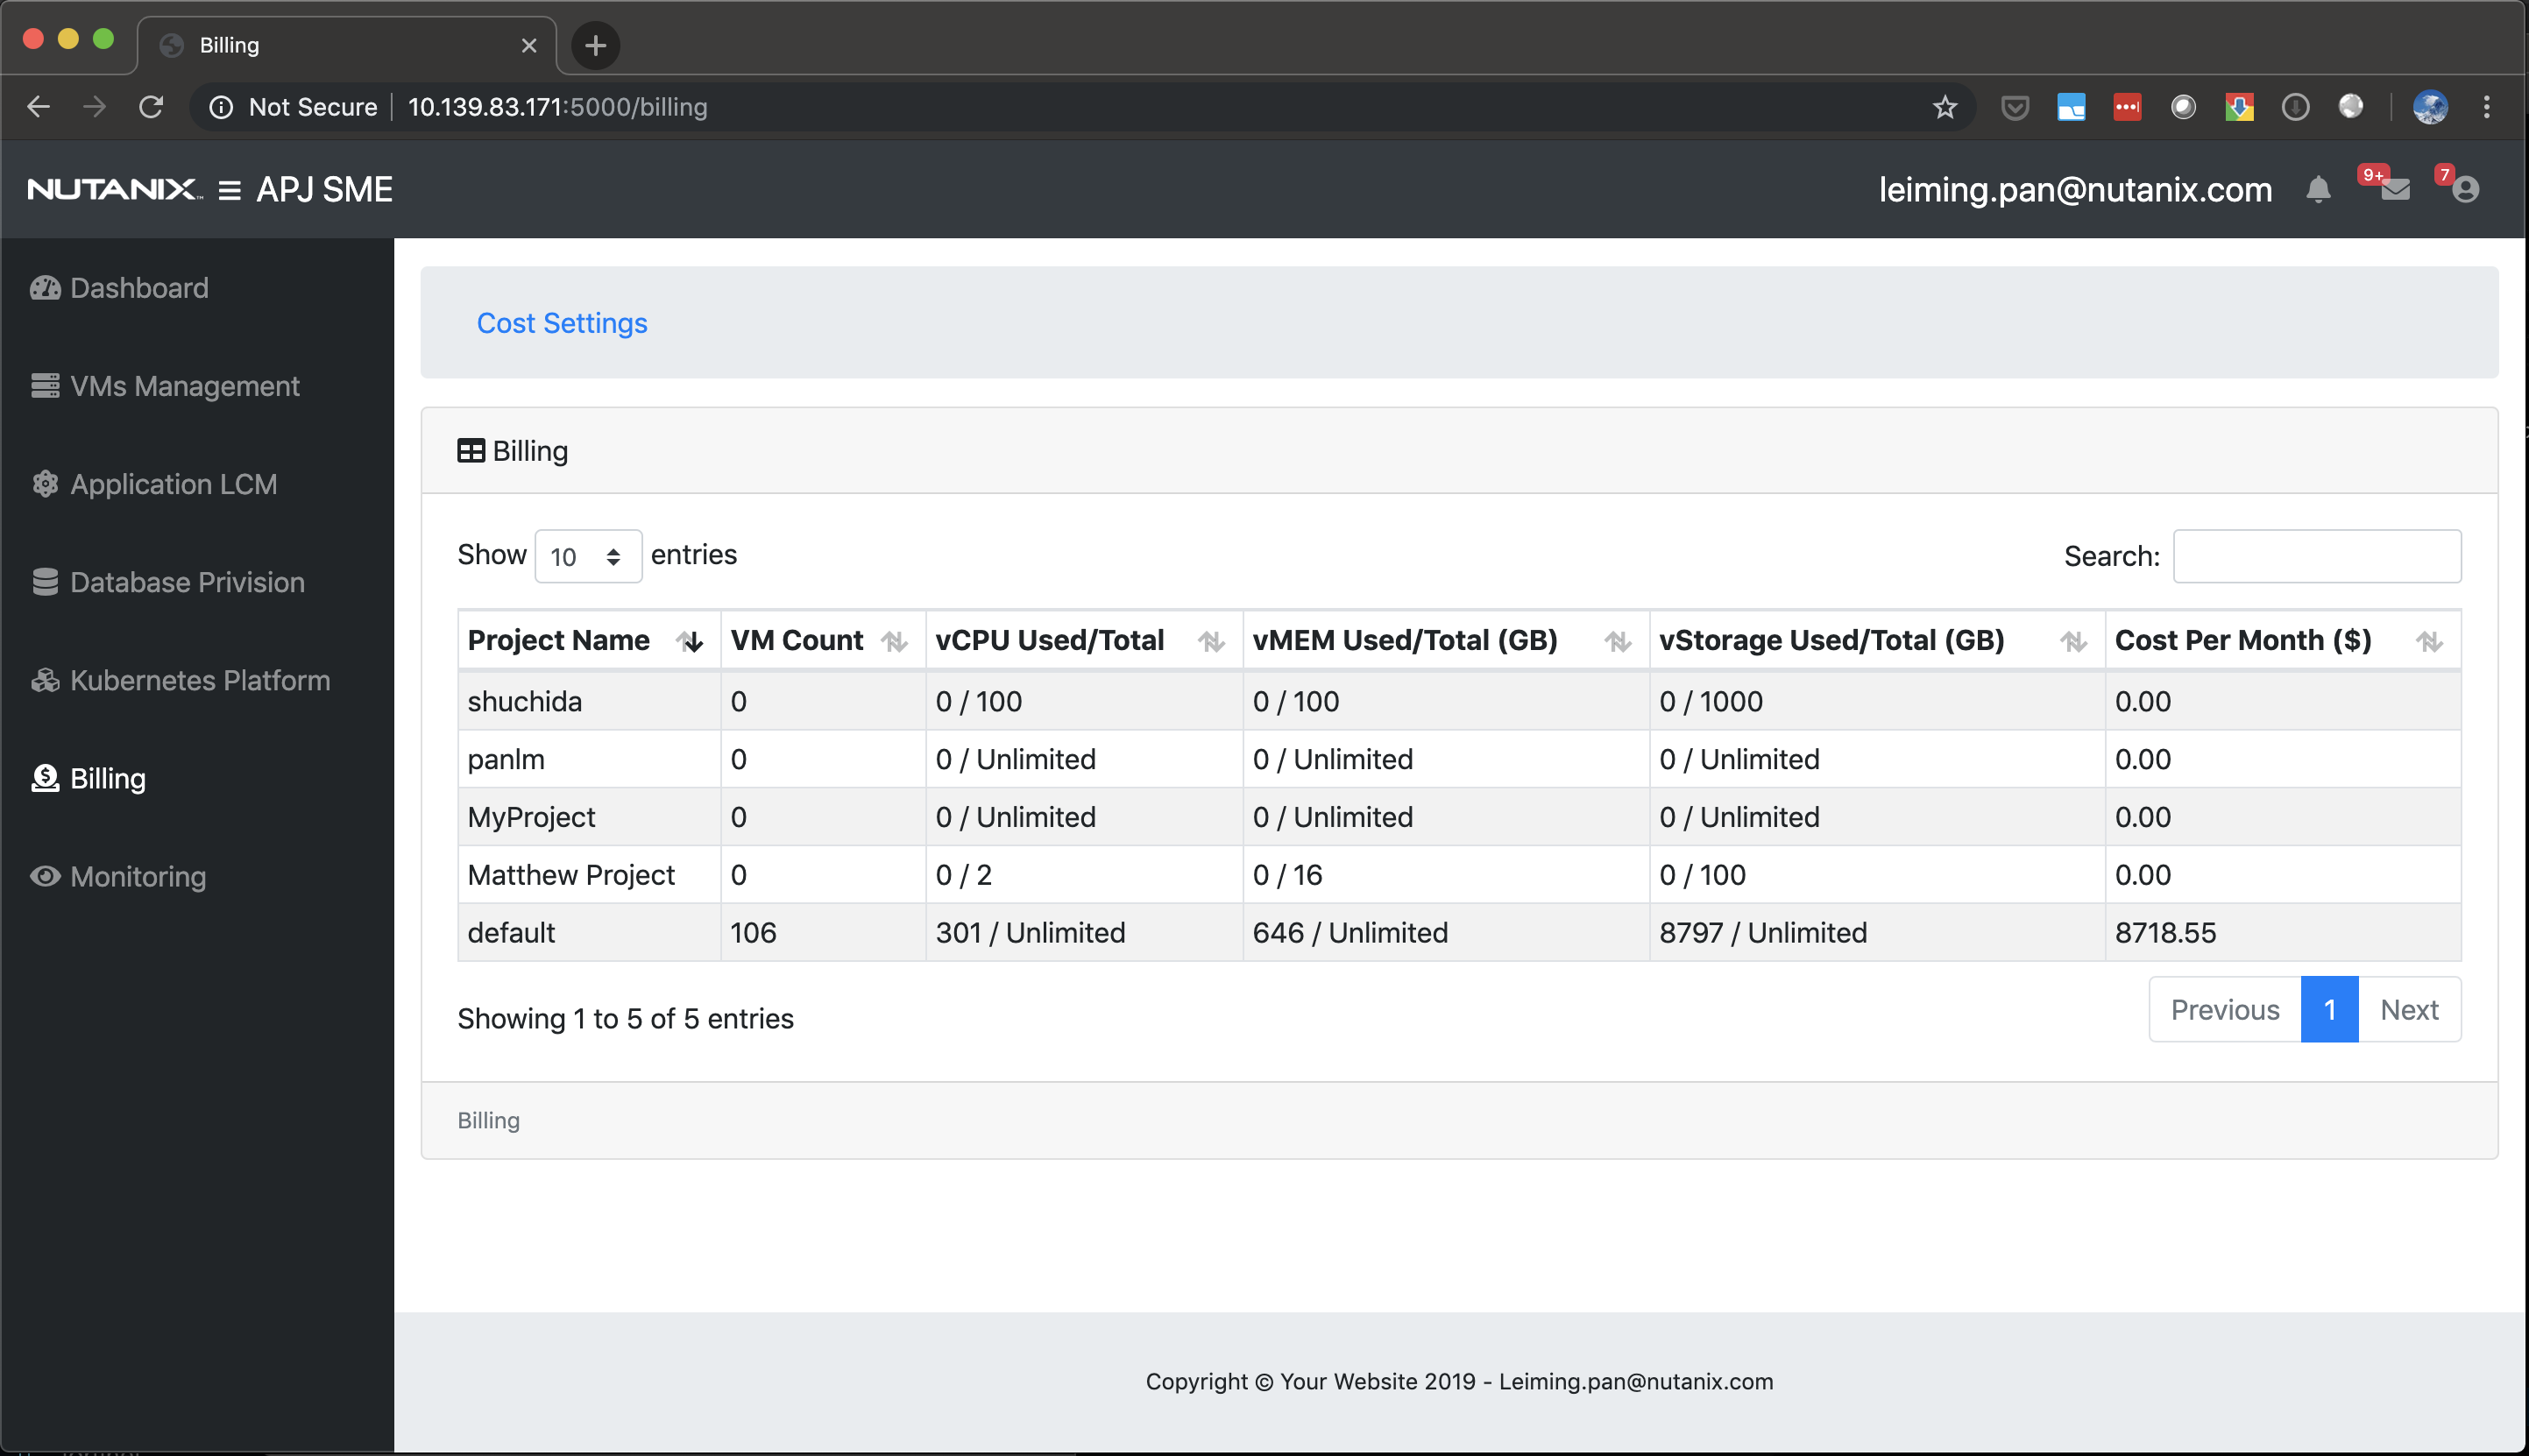 Billing
Not Secure 10.139.83.171:5000/billing
NUTANIX™ APJ SME leiming.pan@nutanix.com 9+ 7
Dashboard
VMs Management
Application LCM
Database Privision
Kubernetes Platform
Billing
Monitoring
Cost Settings
Billing
Show 10 entries Search:
Project Name VM Count vCPU Used/Total vMEM Used/Total (GB) vStorage Used/Total (GB) Cost Per Month ($)
shuchida 0 0 / 100 0 / 100 0 / 1000 0.00
panlm 0 0 / Unlimited 0 / Unlimited 0 / Unlimited 0.00
MyProject 0 0 / Unlimited 0 / Unlimited 0 / Unlimited 0.00
Matthew Project 0 0 / 2 0 / 16 0 / 100 0.00
default 106 301 / Unlimited 646 / Unlimited 8797 / Unlimited 8718.55
Showing 1 to 5 of 5 entries Previous 1 Next
Billing
Copyright © Your Website 2019 - Leiming.pan@nutanix.com